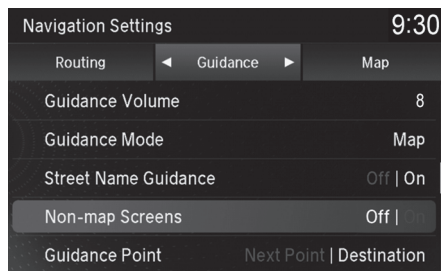 Navigation Settings 9:30
Routing ◄ Guidance ► Map
Guidance Volume 8
Guidance Mode Map
Street Name Guidance Off | On
Non-map Screens Off | On
Guidance Point Next Point | Destination